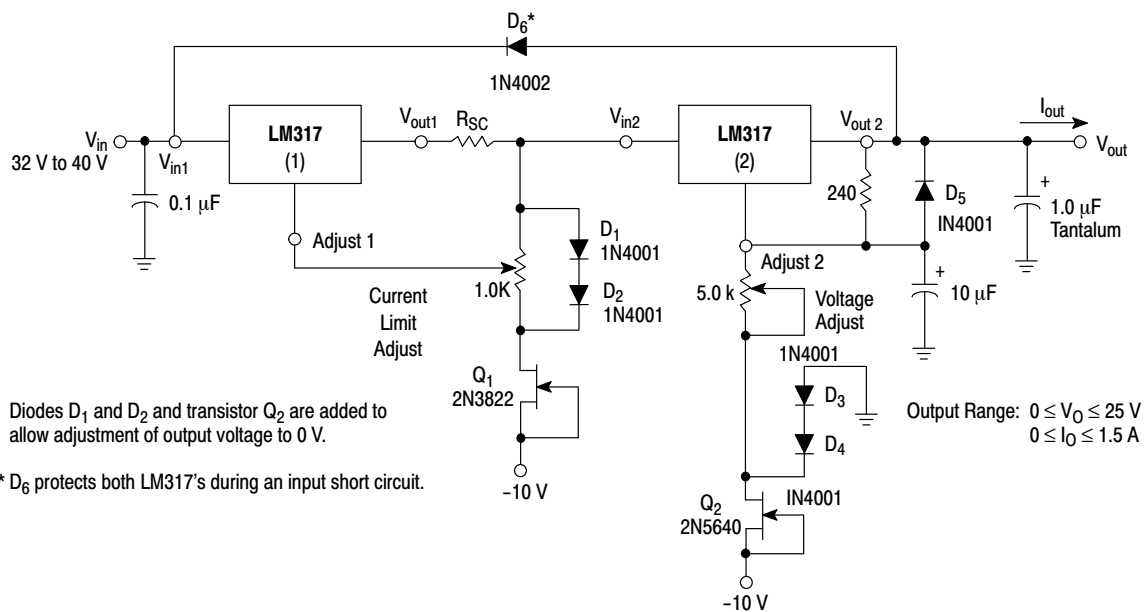 D6*
1N4002
Vin
32 V to 40 V
Vin1
0.1 µF
LM317
(1)
Adjust 1
Vout1
RSC
Vin2
LM317
(2)
Adjust 2
Vout 2
Iout
Vout
240
D5
IN4001
1.0 µF
Tantalum
+
10 µF
+
D1
1N4001
D2
1N4001
1.0K
Current
Limit
Adjust
5.0 k
Voltage
Adjust
1N4001
D3
D4
IN4001
Q1
2N3822
–10 V
Q2
2N5640
–10 V
Output Range: 0 ≤ VO ≤ 25 V
0 ≤ IO ≤ 1.5 A
Diodes D1 and D2 and transistor Q2 are added to
allow adjustment of output voltage to 0 V.
* D6 protects both LM317's during an input short circuit.